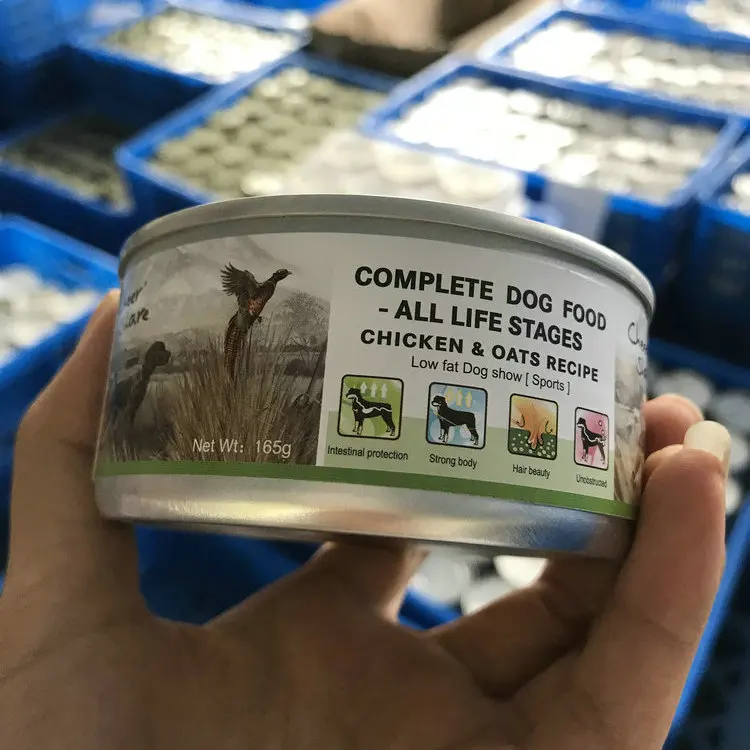 COMPLETE DOG FOOD
- ALL LIFE STAGES
CHICKEN & OATS RECIPE
Low fat Dog show [ Sports ]
Net Wt: 165g
Intestinal protection
Strong body
Hair beauty
Unobstructed